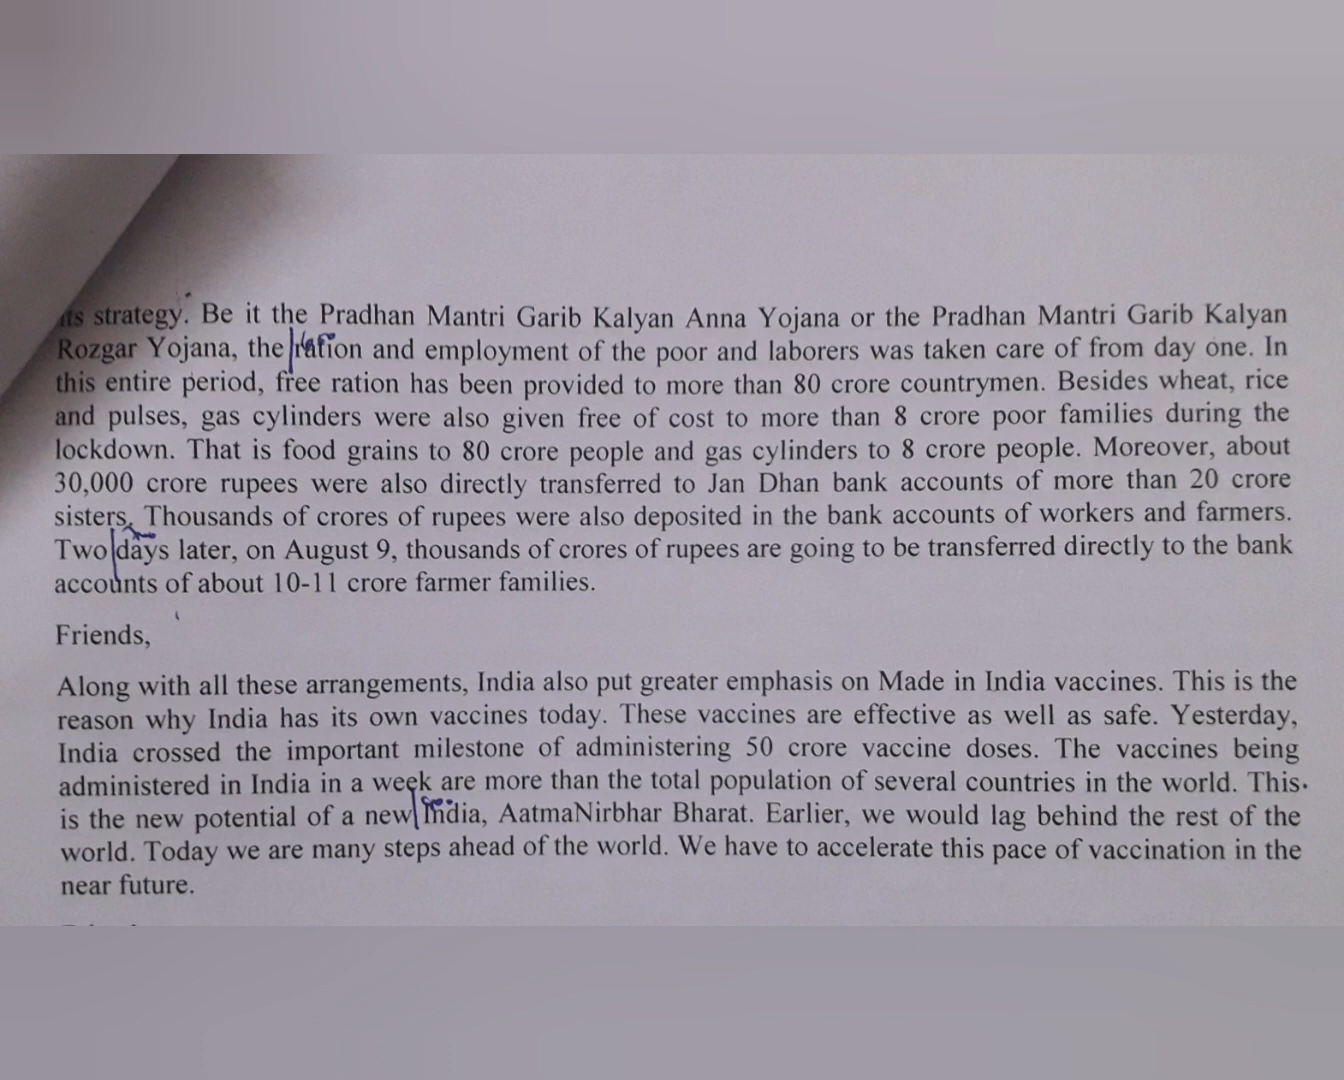 its strategy. Be it the Pradhan Mantri Garib Kalyan Anna Yojana or the Pradhan Mantri Garib Kalyan
Rozgar Yojana, the ration and employment of the poor and laborers was taken care of from day one. In
this entire period, free ration has been provided to more than 80 crore countrymen. Besides wheat, rice
and pulses, gas cylinders were also given free of cost to more than 8 crore poor families during the
lockdown. That is food grains to 80 crore people and gas cylinders to 8 crore people. Moreover, about
30,000 crore rupees were also directly transferred to Jan Dhan bank accounts of more than 20 crore
sisters. Thousands of crores of rupees were also deposited in the bank accounts of workers and farmers.
Two days later, on August 9, thousands of crores of rupees are going to be transferred directly to the bank
accounts of about 10-11 crore farmer families.
Friends,
Along with all these arrangements, India also put greater emphasis on Made in India vaccines. This is the
reason why India has its own vaccines today. These vaccines are effective as well as safe. Yesterday,
India crossed the important milestone of administering 50 crore vaccine doses. The vaccines being
administered in India in a week are more than the total population of several countries in the world. This
is the new potential of a new India, AatmaNirbhar Bharat. Earlier, we would lag behind the rest of the
world. Today we are many steps ahead of the world. We have to accelerate this pace of vaccination in the
near future.